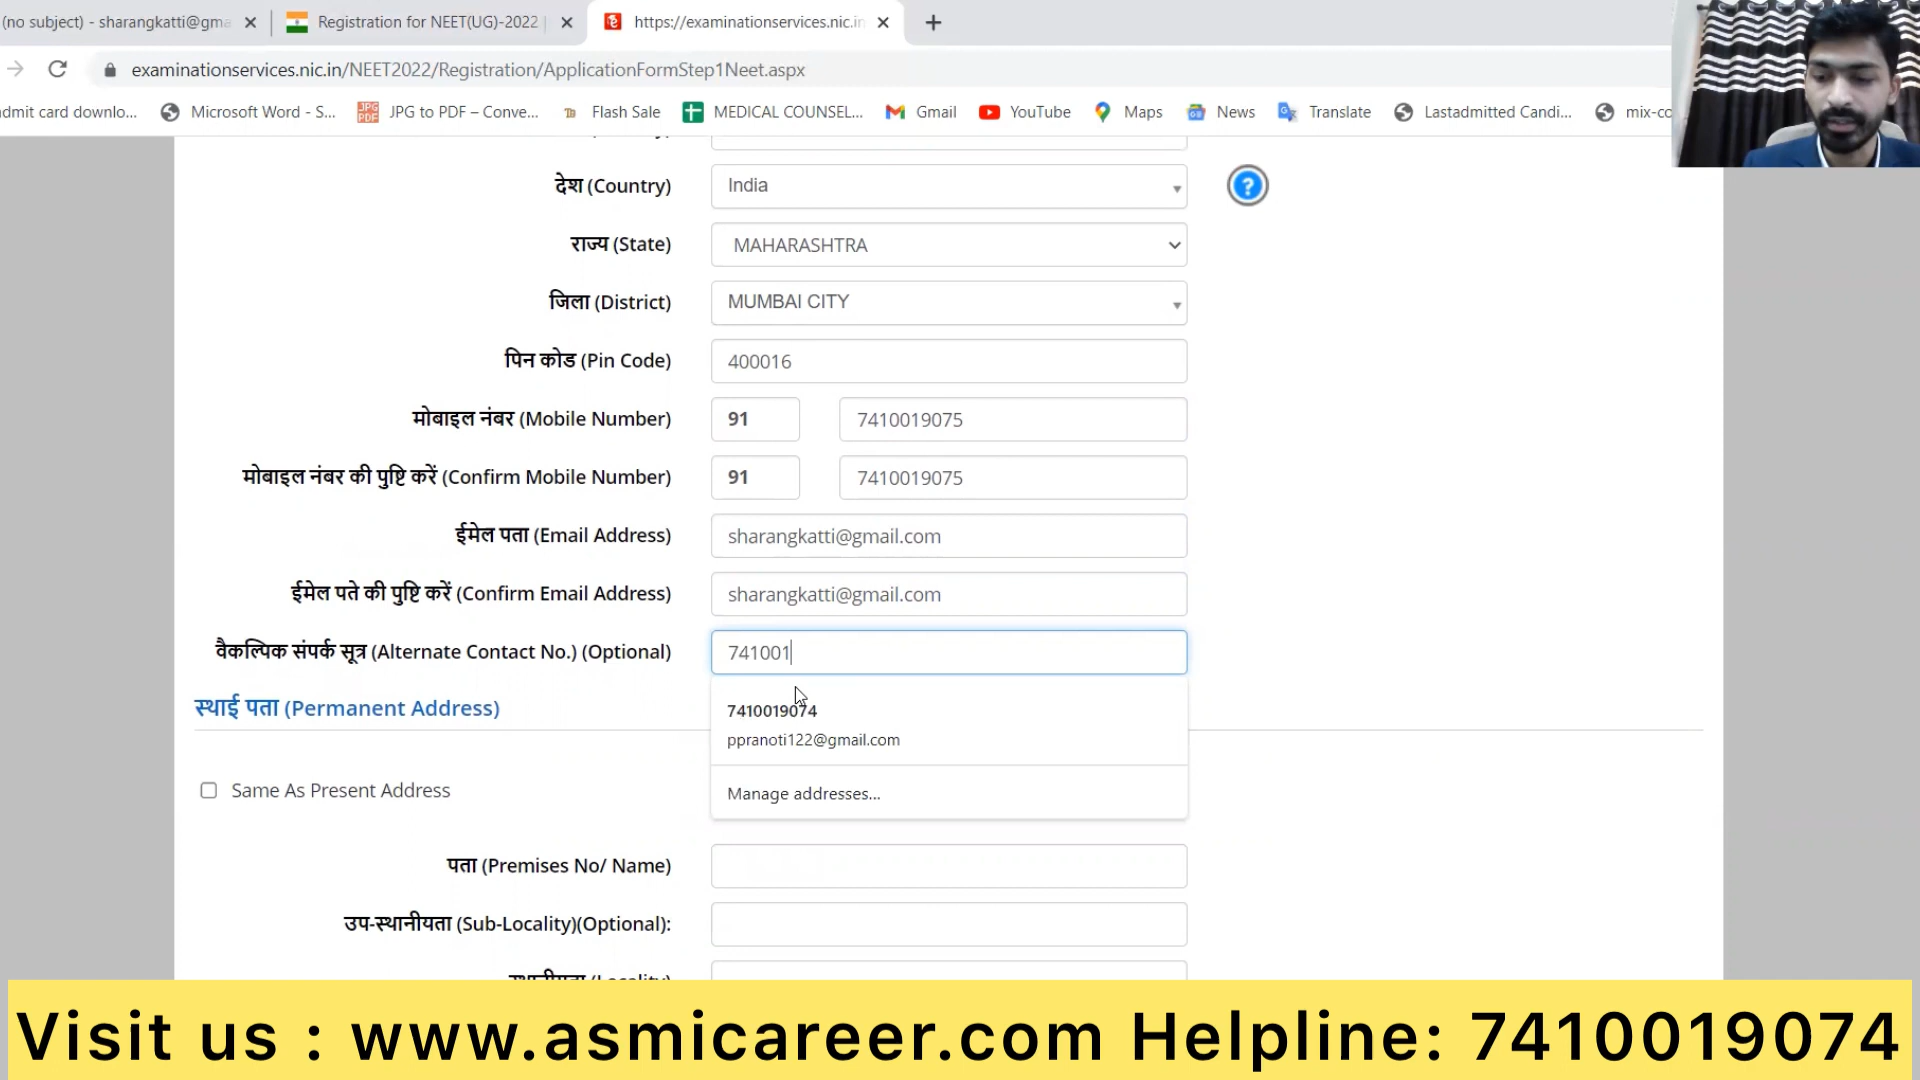 (no subject) - sharangkatti@gma
Registration for NEET(UG)-2022
https://examinationservices.nic.in
examinationservices.nic.in/NEET2022/Registration/ApplicationFormStep1Neet.aspx
dmit card downlo...
Microsoft Word - S...
JPG to PDF – Conve...
Flash Sale
MEDICAL COUNSEL...
Gmail
YouTube
Maps
News
Translate
Lastadmitted Candi...
mix-co
देश (Country) India
राज्य (State) MAHARASHTRA
जिला (District) MUMBAI CITY
पिन कोड (Pin Code) 400016
मोबाइल नंबर (Mobile Number) 91 7410019075
मोबाइल नंबर की पुष्टि करें (Confirm Mobile Number) 91 7410019075
ईमेल पता (Email Address) sharangkatti@gmail.com
ईमेल पते की पुष्टि करें (Confirm Email Address) sharangkatti@gmail.com
वैकल्पिक संपर्क सूत्र (Alternate Contact No.) (Optional) 741001
7410019074
ppranoti122@gmail.com
Manage addresses...
स्थाई पता (Permanent Address)
Same As Present Address
पता (Premises No/ Name)
उप-स्थानीयता (Sub-Locality)(Optional):
स्थानीयता (Locality)
Visit us : www.asmicareer.com Helpline: 7410019074